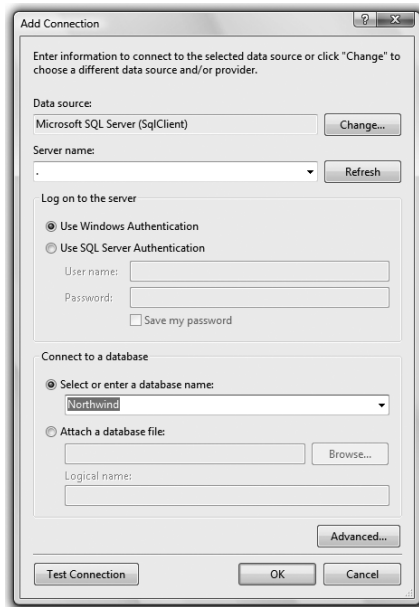 Add Connection
?
X
Enter information to connect to the selected data source or click "Change" to
choose a different data source and/or provider.
Data source:
Microsoft SQL Server (SqlClient)
Change...
Server name:
.
Refresh
Log on to the server
Use Windows Authentication
Use SQL Server Authentication
User name:
Password:
Save my password
Connect to a database
Select or enter a database name:
Northwind
Attach a database file:
Browse...
Logical name:
Advanced...
Test Connection
OK
Cancel